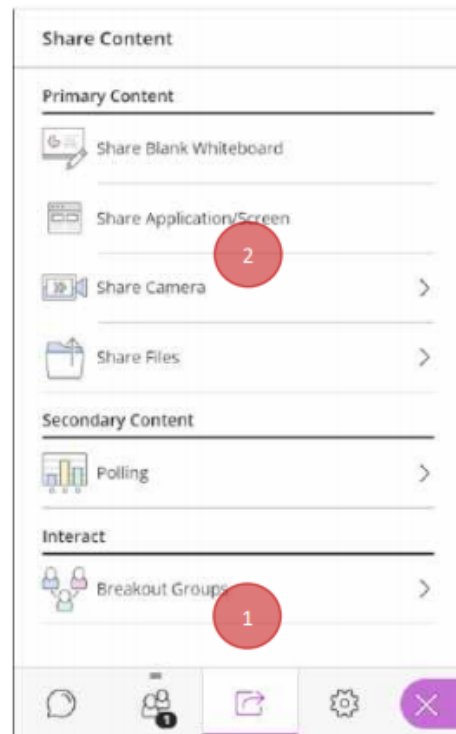 Share Content
Primary Content
Share Blank Whiteboard
Share Application/Screen
2
Share Camera
Share Files
Secondary Content
Polling
Interact
Breakout Groups
1
1